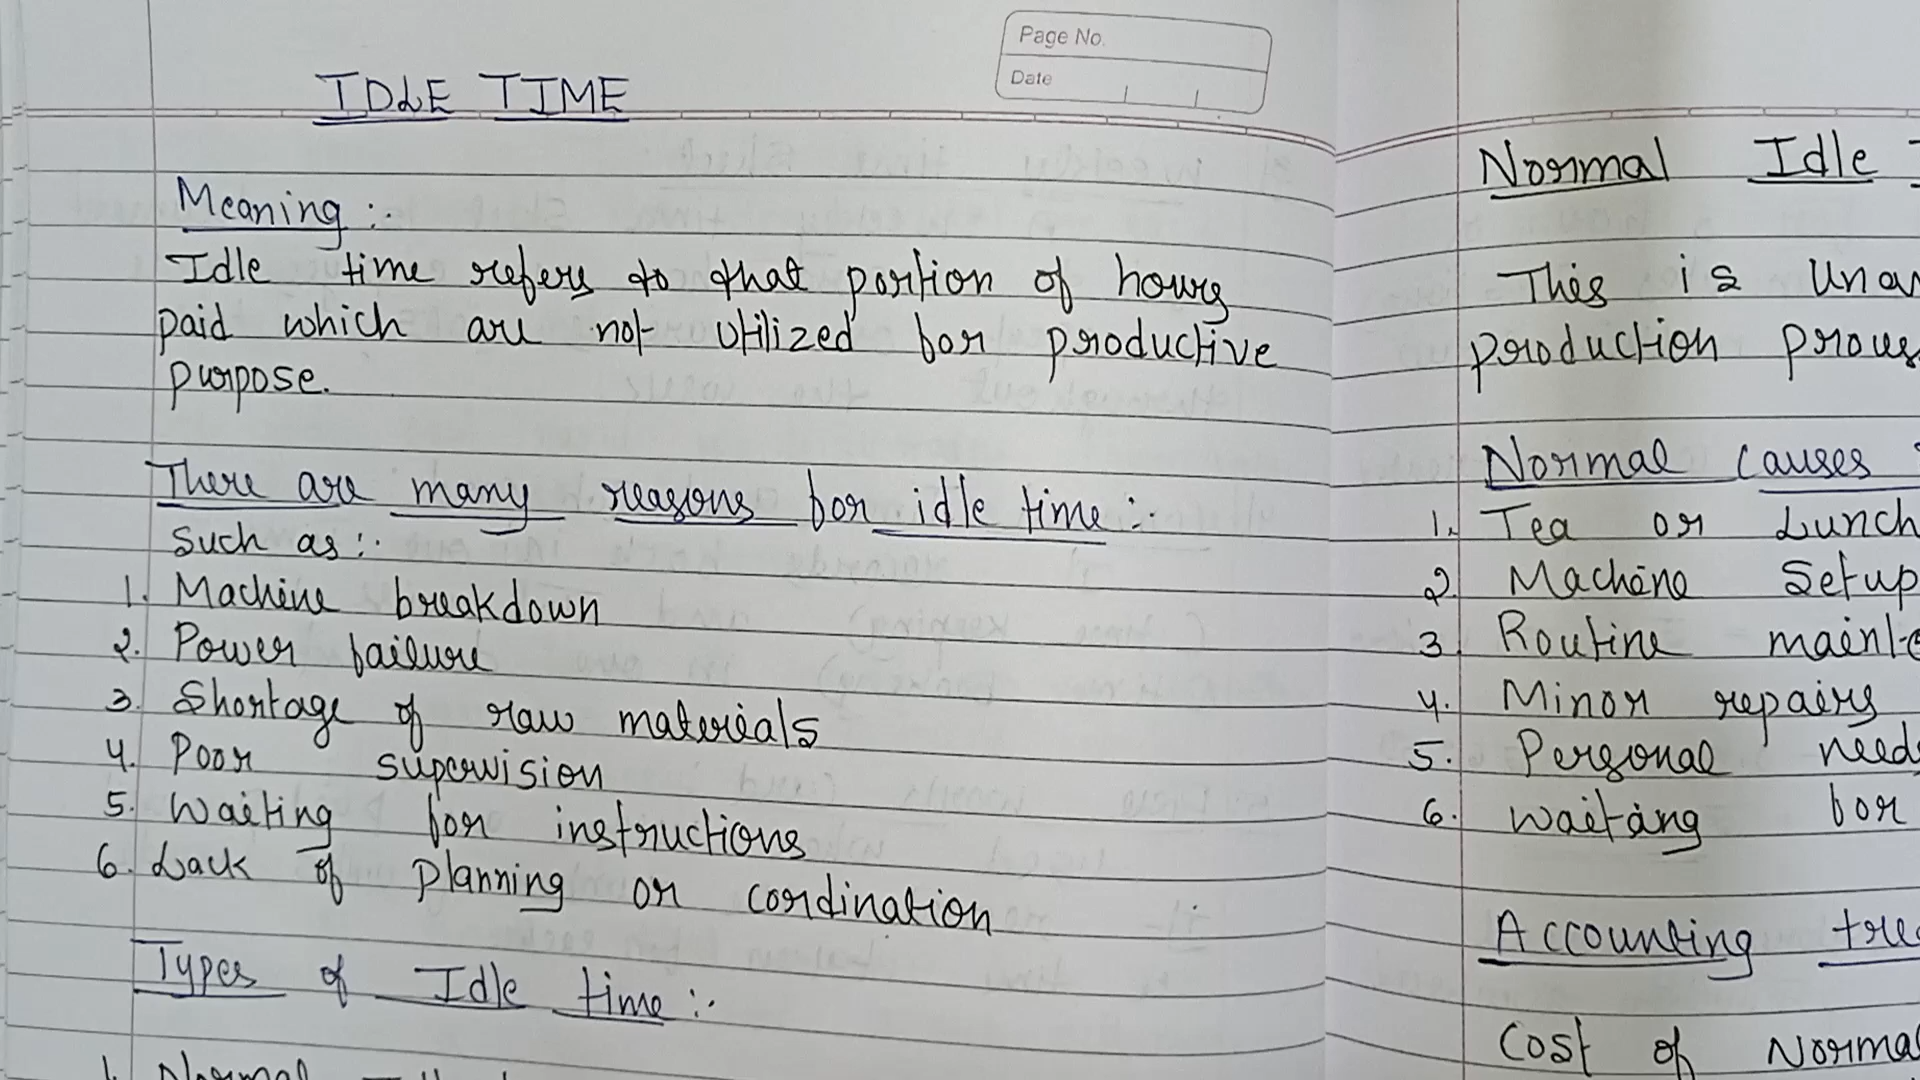 Page No.
Date
IDLE TIME
Meaning :-
Idle time refers to that portion of hours
paid which are not utilized for productive
purpose.
There are many reasons for idle time :-
Such as :-
1. Machine breakdown
2. Power failure
3. Shortage of raw materials
4. Poor supervision
5. Waiting for instructions
6. Lack of planning or cordination
Types of Idle time :-
1. Normal
Normal Idle
This is
production
Normal Causes
1. Tea or Lunch
2. Machine Setup
3 Routine
4. Minor repairs
5. Personal need
6. waiting for
Accounting
Cost of Norma